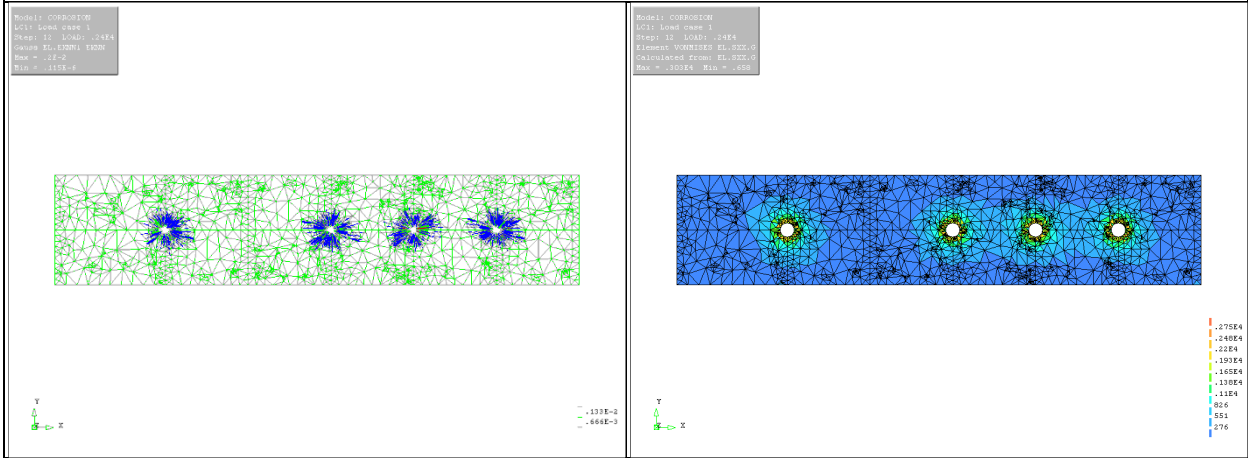 Model: CORROSION
LC1: Load case 1
Step: 12 LOAD: .24E4
Gauss EL.EKNN1 EKNN
Max = .2E-2
Min = .115E-6
Y
Z X
.133E-2
.666E-3
Model: CORROSION
LC1: Load case 1
Step: 12 LOAD: .24E4
Element VONMISES EL.SXX.G
Calculated from: EL.SXX.G
Max = .303E4 Min = .658
.275E4
.248E4
.22E4
.193E4
.165E4
.138E4
.11E4
826
551
276
Y
Z X